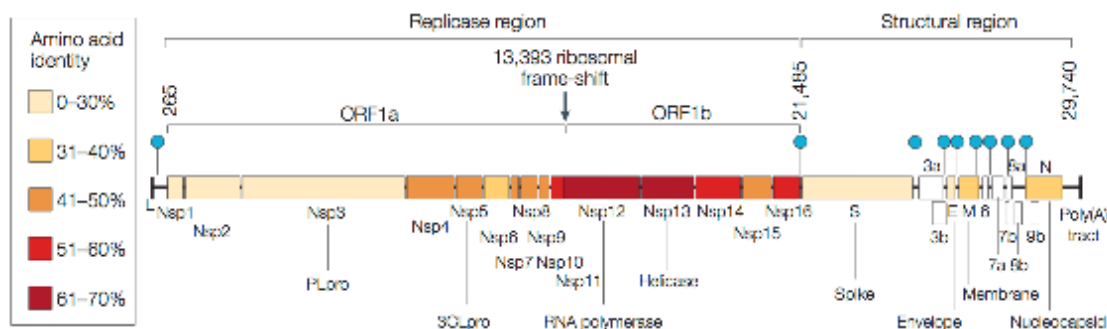 Replicase region
Structural region
Amino acid
identity
0–30%
31–40%
41–50%
51–60%
61–70%
13,393 ribosomal
frame-shift
265
21,485
29,740
ORF1a
ORF1b
3a
8a
N
Nsp1
Nsp2
Nsp3
Nsp4
Nsp5
Nsp6
Nsp7
Nsp8
Nsp9
Nsp10
Nsp11
Nsp12
Nsp13
Nsp14
Nsp15
Nsp16
S
E
M
6
3b
7a
7b
8b
9b
Poly(A)
tract
PLpro
3CLpro
RNA polymerase
Helicase
Spike
Envelope
Membrane
Nucleocapsid
L